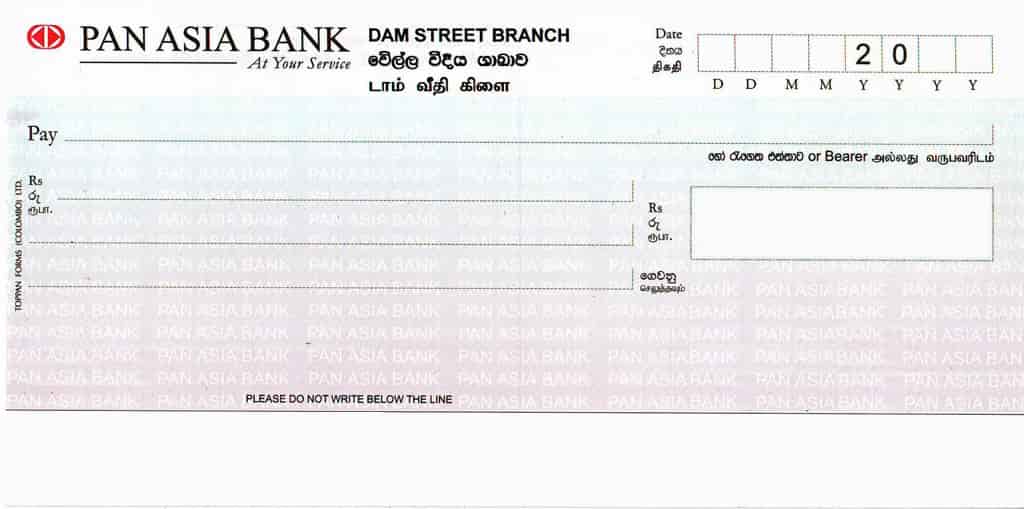 PAN ASIA BANK
At Your Service
DAM STREET BRANCH
වේල්ල වීදිය ශාඛාව
டாம் வீதி கிளை
Date
දිනය
திகதி
2 0
D D M M Y Y Y Y
Pay
හෝ රැගෙන එන්නාට or Bearer அல்லது வருபவரிடம்
Rs
රු
ரூபா.
Rs
රු
ரூபா.
ගෙවනු
செலுத்தவும்
TOPPAN FORMS (COLOMBO) LTD.
PAN ASIA BANK PAN ASIA BANK PAN ASIA BANK PAN ASIA BANK PAN ASIA BANK PAN ASIA BANK PAN ASIA BAN
PLEASE DO NOT WRITE BELOW THE LINE